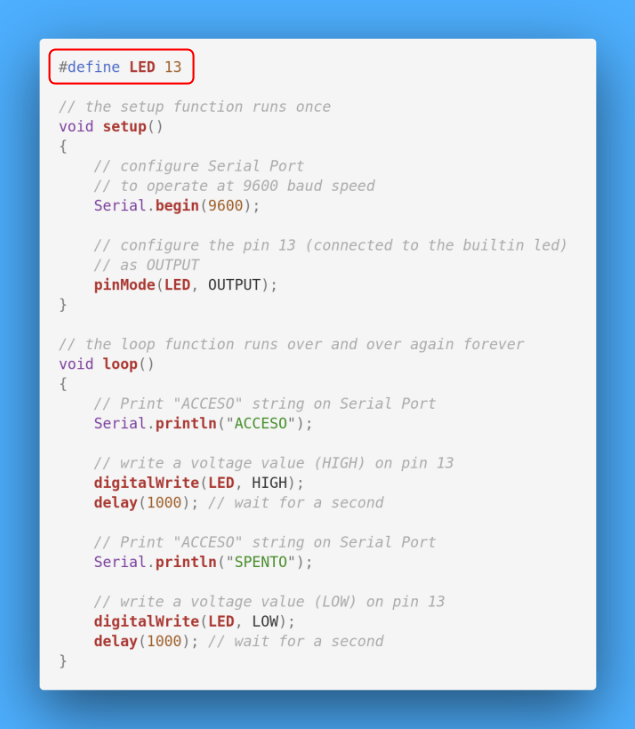 #define LED 13
// the setup function runs once
void setup()
{
// configure Serial Port
// to operate at 9600 baud speed
Serial.begin(9600);
// configure the pin 13 (connected to the builtin led)
// as OUTPUT
pinMode(LED, OUTPUT);
}
// the loop function runs over and over again forever
void loop()
{
// Print "ACCESO" string on Serial Port
Serial.println("ACCESO");
// write a voltage value (HIGH) on pin 13
digitalWrite(LED, HIGH);
delay(1000); // wait for a second
// Print "ACCESO" string on Serial Port
Serial.println("SPENTO");
// write a voltage value (LOW) on pin 13
digitalWrite(LED, LOW);
delay(1000); // wait for a second
}